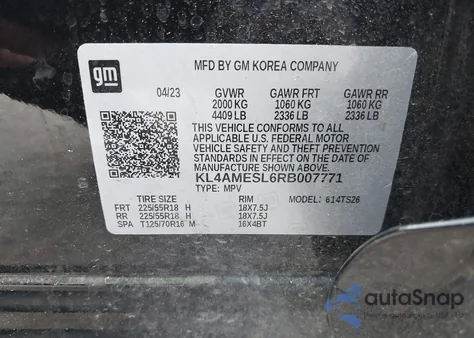 gm
MFD BY GM KOREA COMPANY
04/23 GVWR GAWR FRT GAWR RR
2000 KG 1060 KG 1060 KG
4409 LB 2336 LB 2336 LB
THIS VEHICLE CONFORMS TO ALL
APPLICABLE U.S. FEDERAL MOTOR
VEHICLE SAFETY, BUMPER, AND THEFT
PREVENTION STANDARDS IN EFFECT ON
THE DATE OF MANUFACTURE
SHOWN ABOVE.
KL4AMESL6RB007771
TYPE: MPV
TIRE SIZE RIM MODEL: 614TS26
FRT 225/55R18 H 18X7.5J
RR 225/55R18 H 18X7.5J
SPA T125/70R16 M 16X4BT
autoSnap